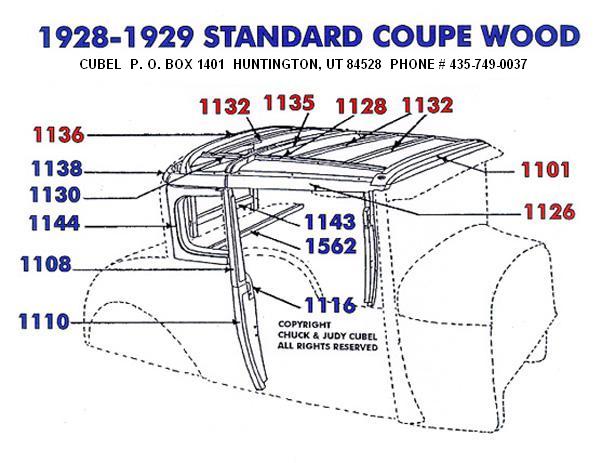 1928-1929 STANDARD COUPE WOOD
CUBEL P. O. BOX 1401 HUNTINGTON, UT 84528 PHONE # 435-749-0037
1132 1135 1128 1132
1136
1138
1101
1130
1126
1144
1143
1562
1108
1116
1110
COPYRIGHT
CHUCK & JUDY CUBEL
ALL RIGHTS RESERVED